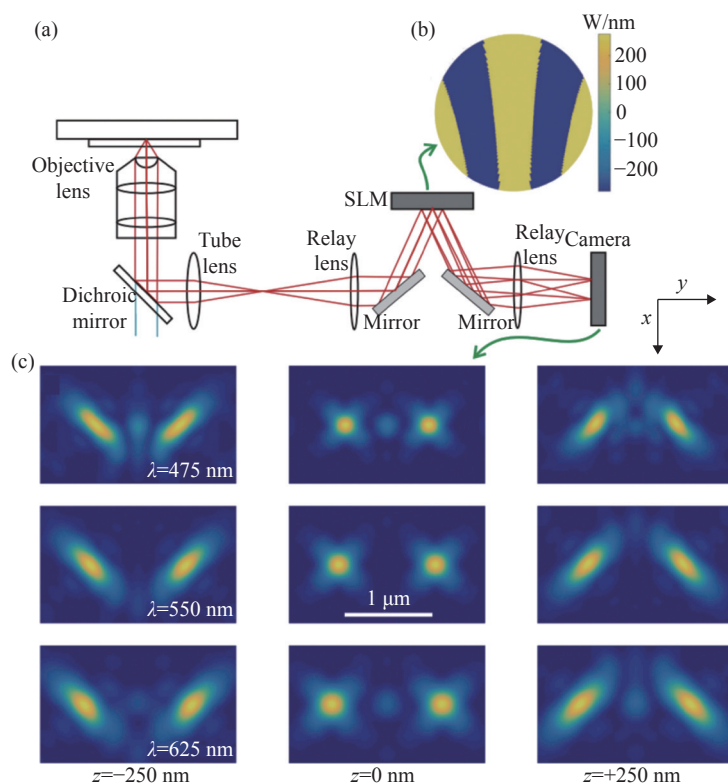 (a)
(b)
W/nm
200
100
0
−100
−200
Objective
lens
SLM
Tube
lens
Relay
lens
Relay
lens
Camera
Dichroic
mirror
Mirror
Mirror
y
x
(c)
λ=475 nm
λ=550 nm
1 μm
λ=625 nm
z=−250 nm
z=0 nm
z=+250 nm